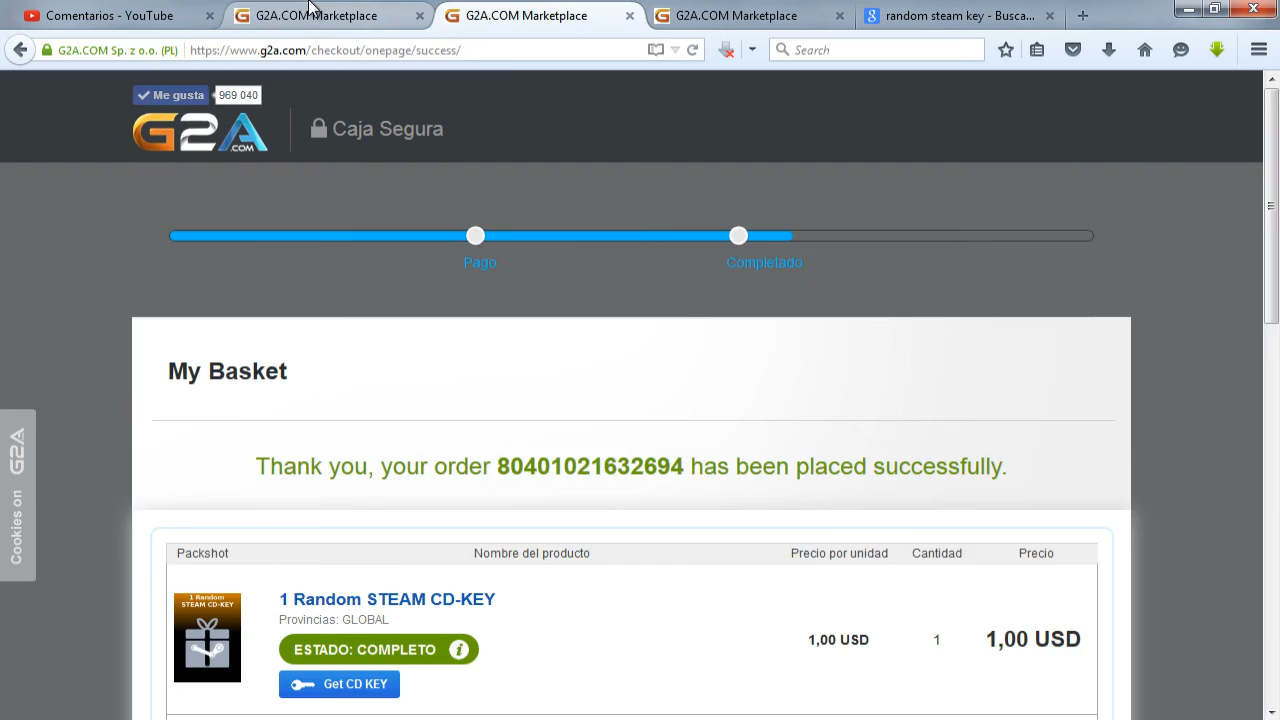 Comentarios - YouTube
G2A.COM Marketplace
G2A.COM Marketplace
G2A.COM Marketplace
random steam key - Busca...
G2A.COM Sp. z o.o. (PL)
https://www.g2a.com/checkout/onepage/success/
Search
Me gusta
969 040
G2A
.COM
Caja Segura
Pago
Completado
My Basket
Thank you, your order 80401021632694 has been placed successfully.
Cookies on G2A
Packshot Nombre del producto Precio por unidad Cantidad Precio
1 Random
STEAM CD-KEY
1 Random STEAM CD-KEY
Provincias: GLOBAL
ESTADO: COMPLETO i
Get CD KEY
1,00 USD 1 1,00 USD